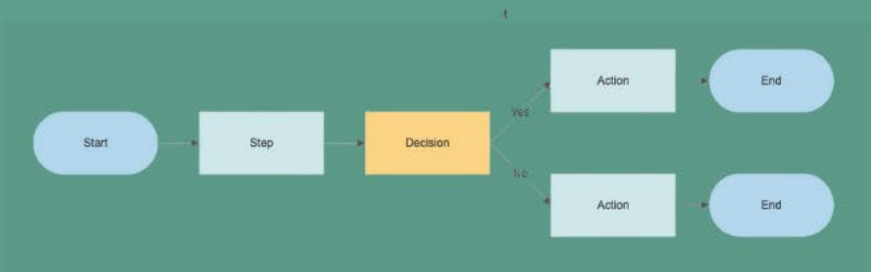 t
Action
End
Yes
Start
Step
Decision
No
Action
End